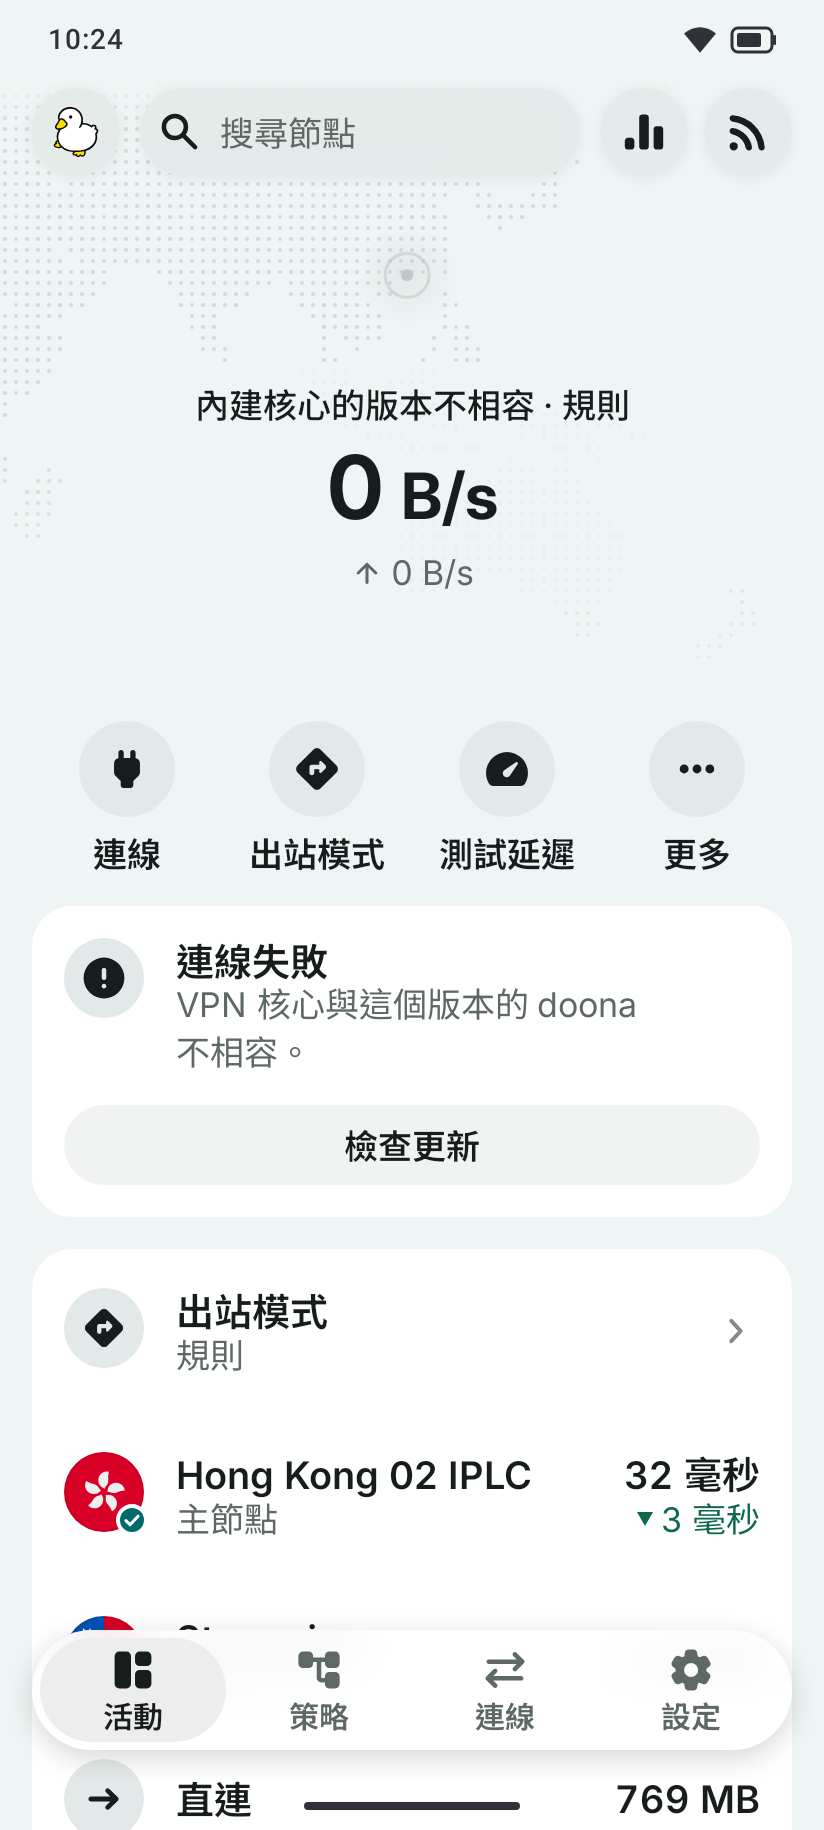 10:24
搜尋節點
內建核心的版本不相容 · 規則
0 B/s
↑ 0 B/s
連線
出站模式
測試延遲
更多
連線失敗
VPN 核心與這個版本的 doona
不相容。
檢查更新
出站模式
規則
Hong Kong 02 IPLC
32 毫秒
主節點
▼3 毫秒
活動
策略
連線
設定
直連
769 MB